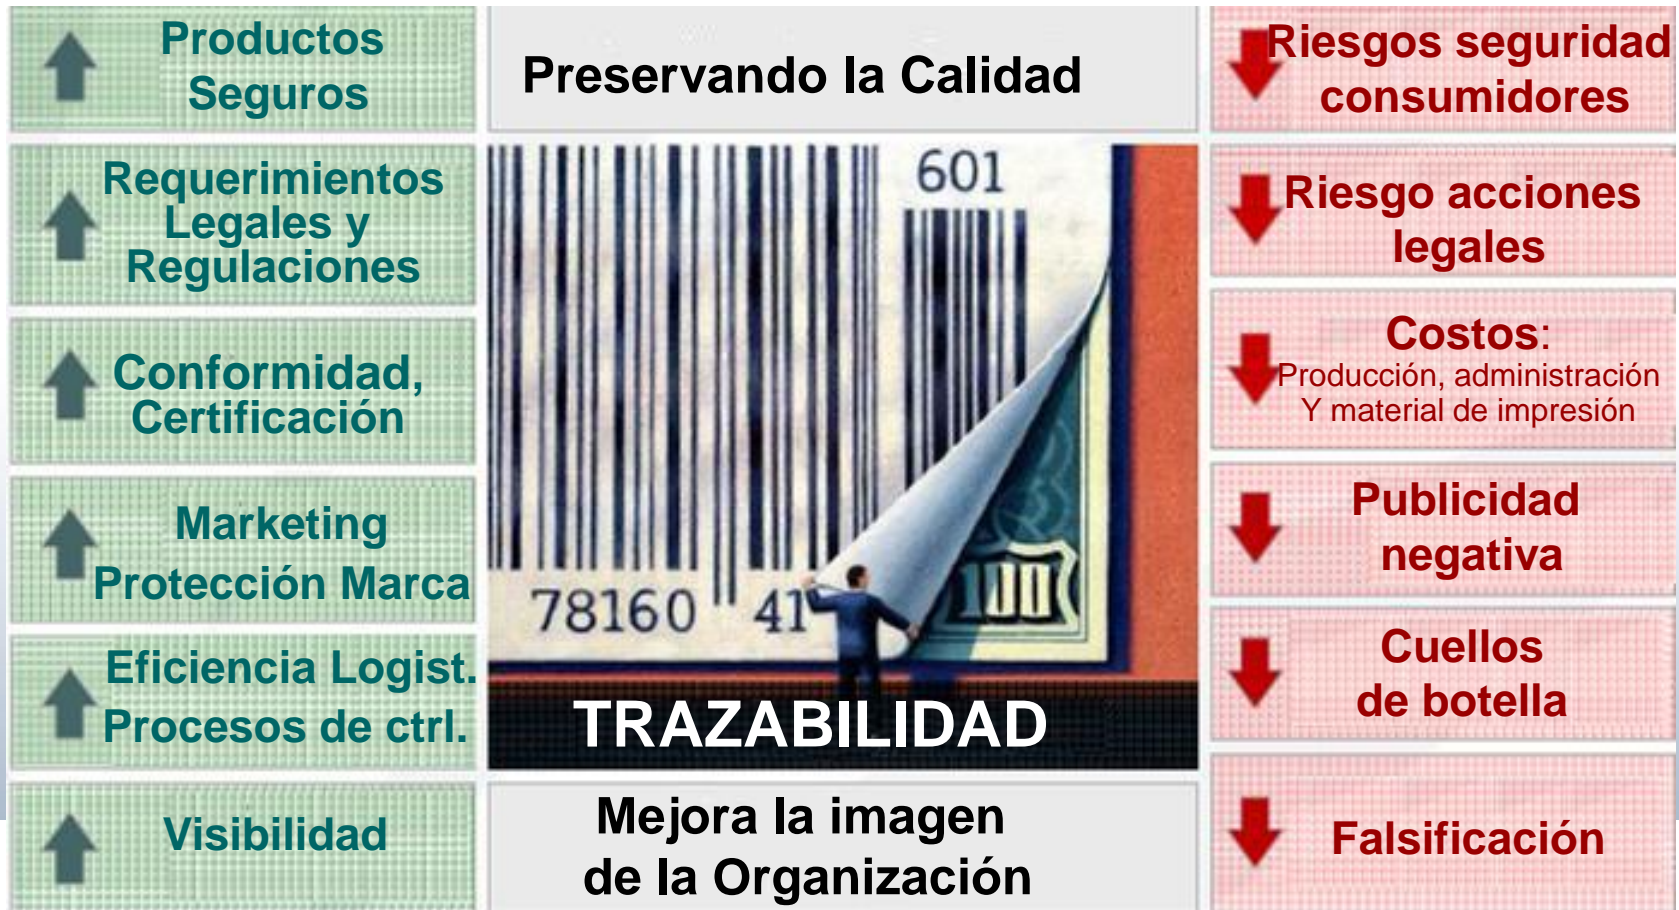 Productos
Seguros
Requerimientos
Legales y
Regulaciones
Conformidad,
Certificación
Marketing
Protección Marca
Eficiencia Logist.
Procesos de ctrl.
Visibilidad
Preservando la Calidad
601
78160
41
100
TRAZABILIDAD
Mejora la imagen
de la Organización
Riesgos seguridad
consumidores
Riesgo acciones
legales
Costos:
Producción, administración
Y material de impresión
Publicidad
negativa
Cuellos
de botella
Falsificación